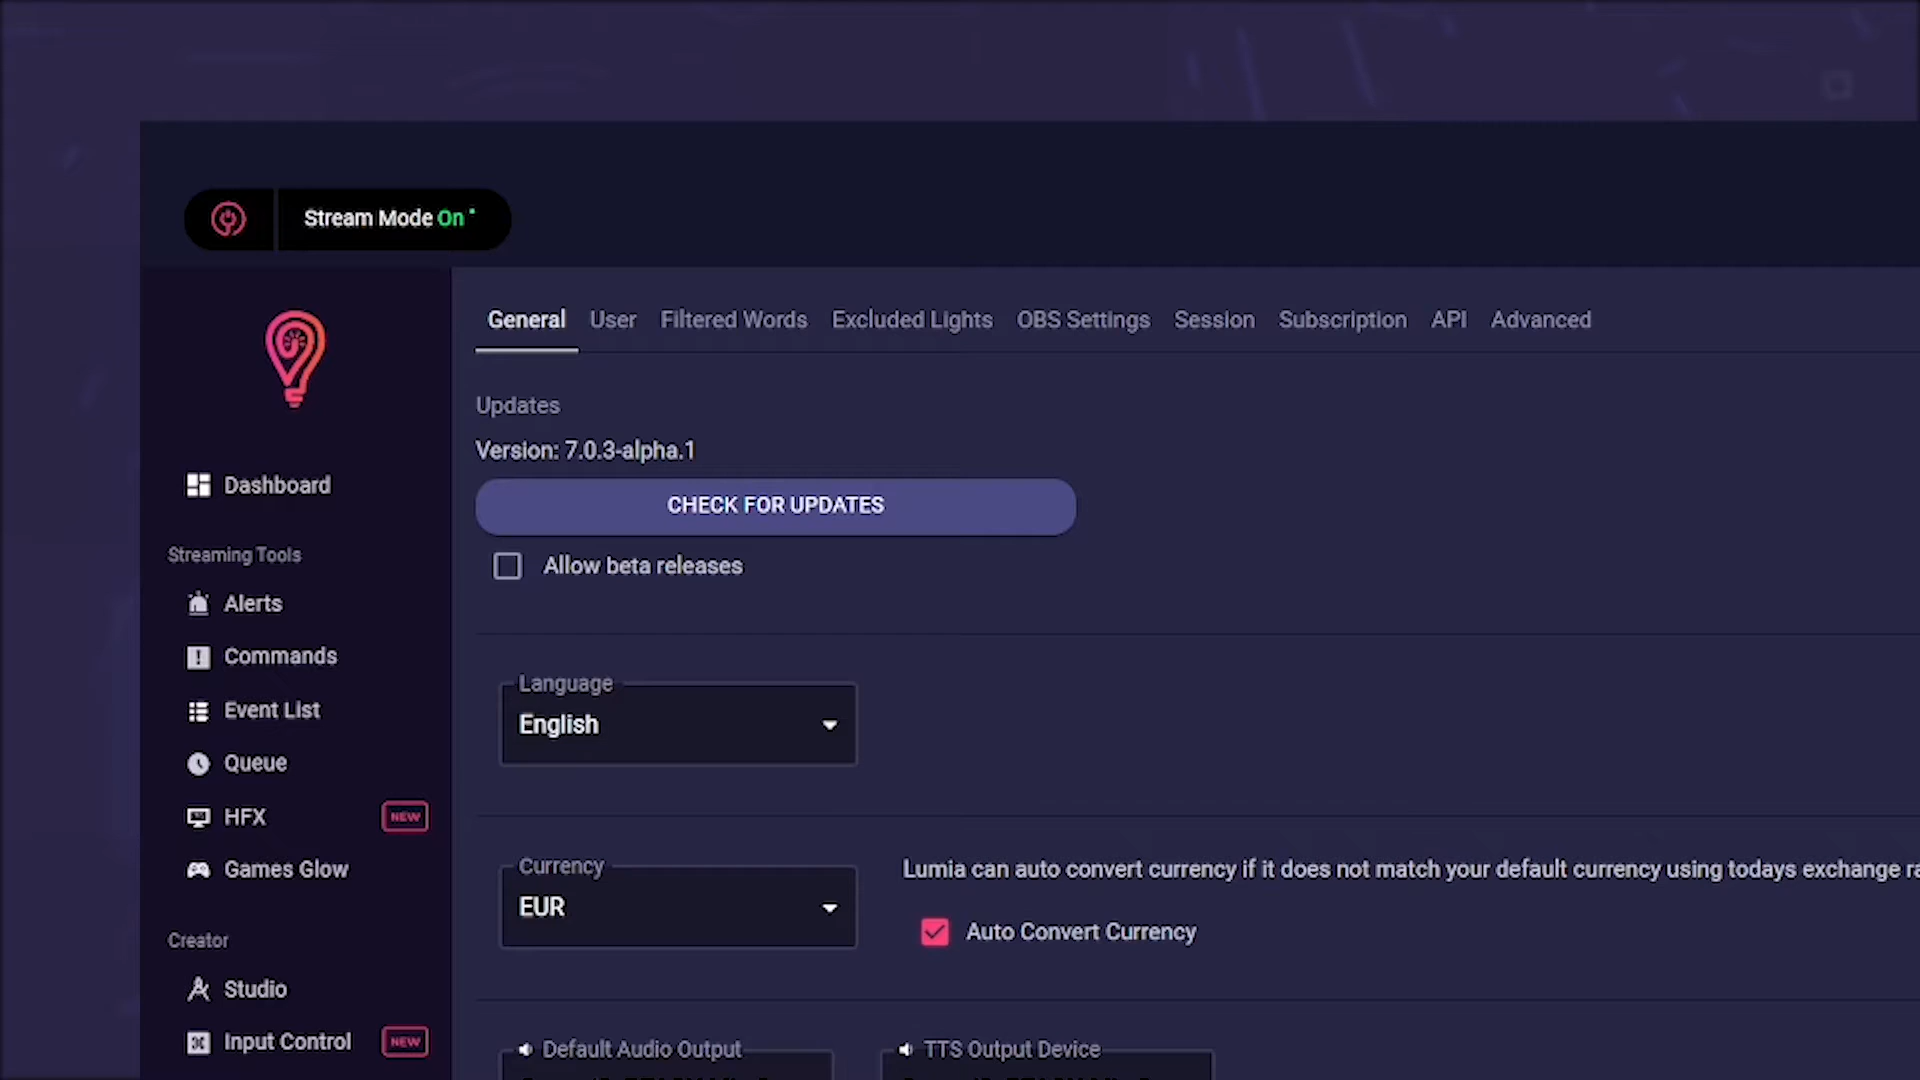 Stream Mode On
General User Filtered Words Excluded Lights OBS Settings Session Subscription API Advanced
Updates
Version: 7.0.3-alpha.1
CHECK FOR UPDATES
Allow beta releases
Dashboard
Streaming Tools
Alerts
Commands
Event List
Queue
HFX NEW
Games Glow
Creator
Studio
Input Control NEW
Language
English
Currency
EUR
Lumia can auto convert currency if it does not match your default currency using todays exchange
Auto Convert Currency
Default Audio Output
TTS Output Device